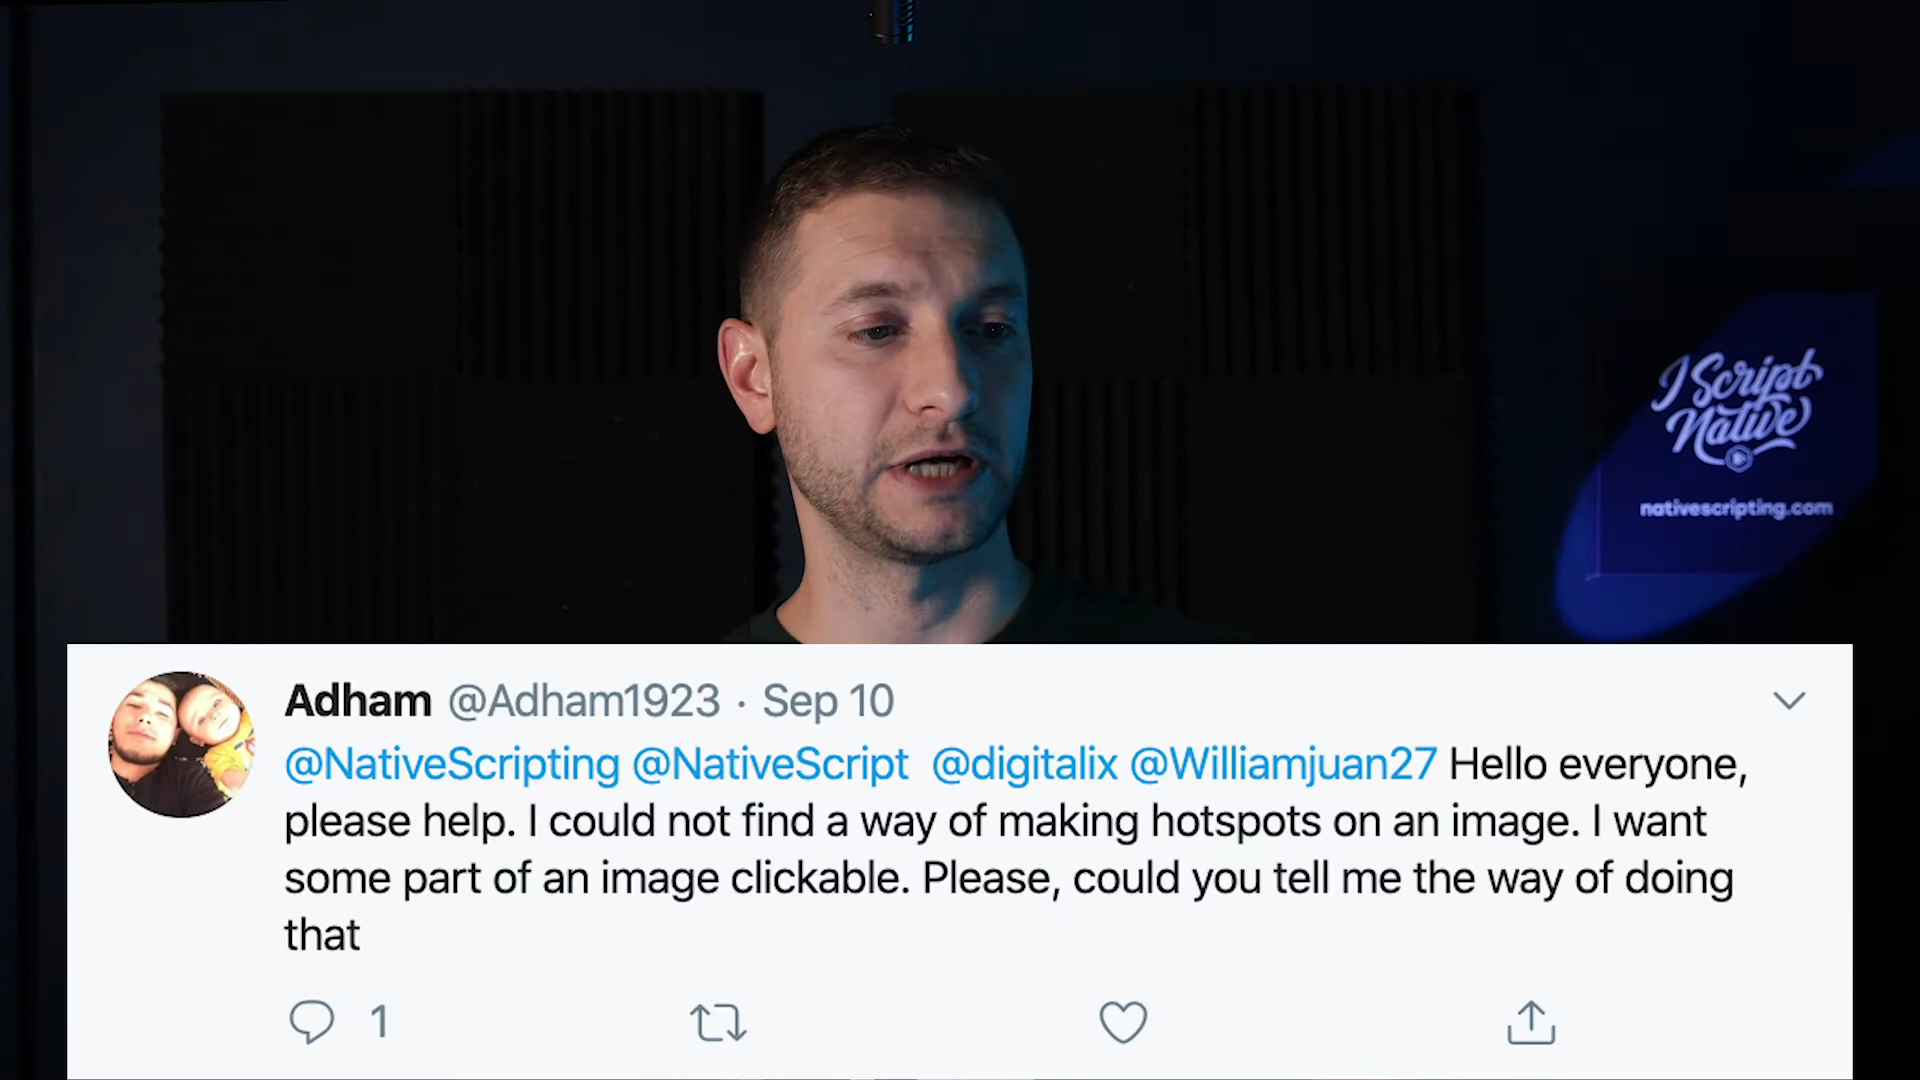 I Script
Native
nativescripting.com
Adham @Adham1923 · Sep 10
@NativeScripting @NativeScript @digitalix @Williamjuan27 Hello everyone,
please help. I could not find a way of making hotspots on an image. I want
some part of an image clickable. Please, could you tell me the way of doing
that
1